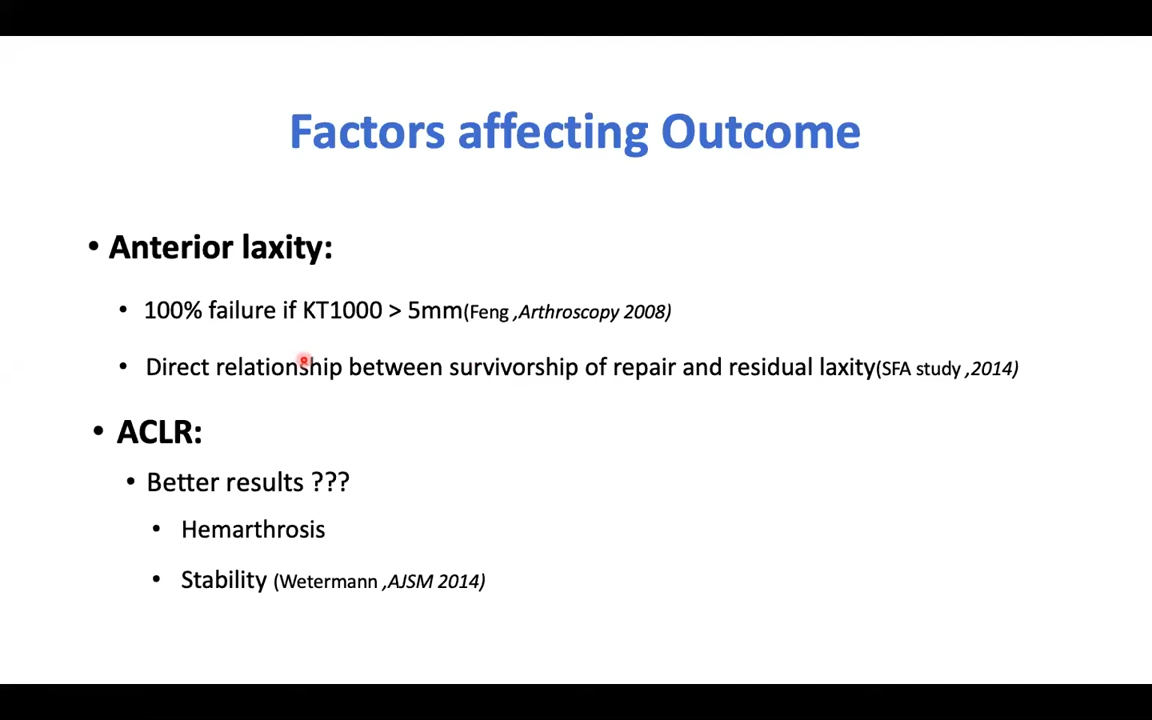 Factors affecting Outcome
• Anterior laxity:
• 100% failure if KT1000 > 5mm(Feng ,Arthroscopy 2008)
• Direct relationship between survivorship of repair and residual laxity(SFA study ,2014)
• ACLR:
• Better results ???
• Hemarthrosis
• Stability (Wetermann ,AJSM 2014)